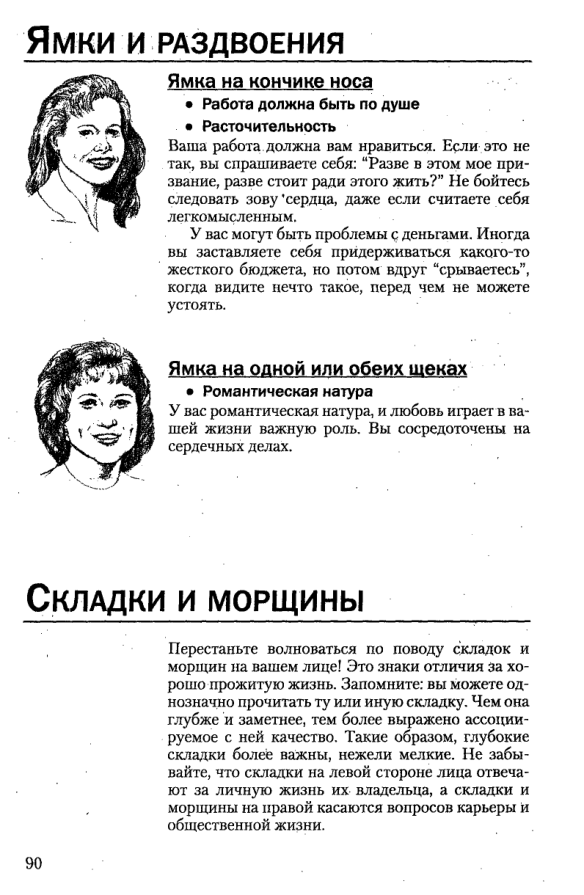 Ямки и раздвоения
Ямка на кончике носа
• Работа должна быть по душе
• Расточительность
Ваша работа должна вам нравиться. Если это не
так, вы спрашиваете себя: “Разве в этом мое при-
звание, разве стоит ради этого жить?” Не бойтесь
следовать зову сердца, даже если считаете себя
легкомысленным.
У вас могут быть проблемы с деньгами. Иногда
вы заставляете себя придерживаться какого-то
жесткого бюджета, но потом вдруг “срываетесь”,
когда видите нечто такое, перед чем не можете
устоять.
Ямка на одной или обеих щеках
• Романтическая натура
У вас романтическая натура, и любовь играет в ва-
шей жизни важную роль. Вы сосредоточены на
сердечных делах.
Складки и морщины
Перестаньте волноваться по поводу складок и
морщин на вашем лице! Это знаки отличия за хо-
рошо прожитую жизнь. Запомните: вы можете од-
нозначно прочитать ту или иную складку. Чем она
глубже и заметнее, тем более выражено ассоции-
руемое с ней качество. Такие образом, глубокие
складки более важны, нежели мелкие. Не забы-
вайте, что складки на левой стороне лица отвеча-
ют за личную жизнь их владельца, а складки и
морщины на правой касаются вопросов карьеры и
общественной жизни.
90